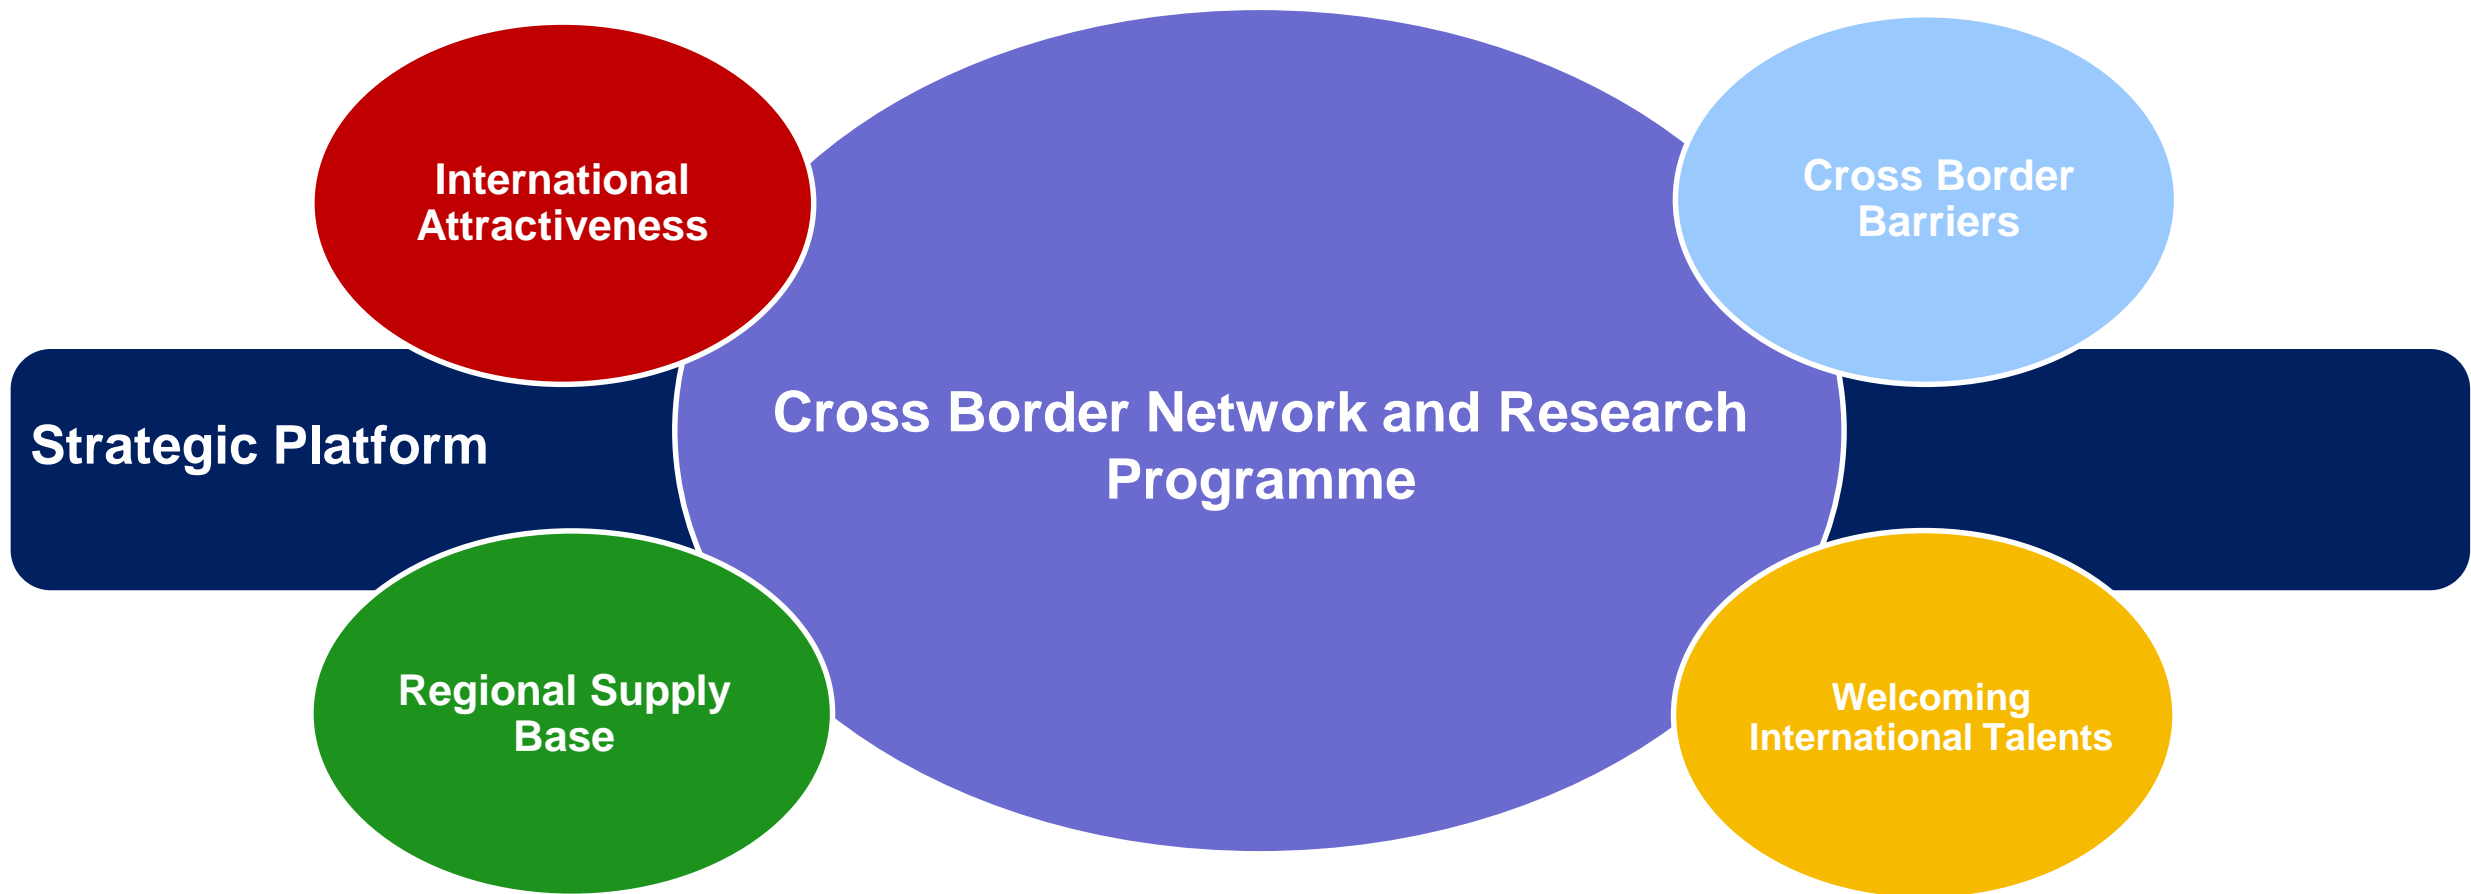 International
Attractiveness
Cross Border
Barriers
Strategic Platform
Cross Border Network and Research
Programme
Regional Supply
Base
Welcoming
International Talents